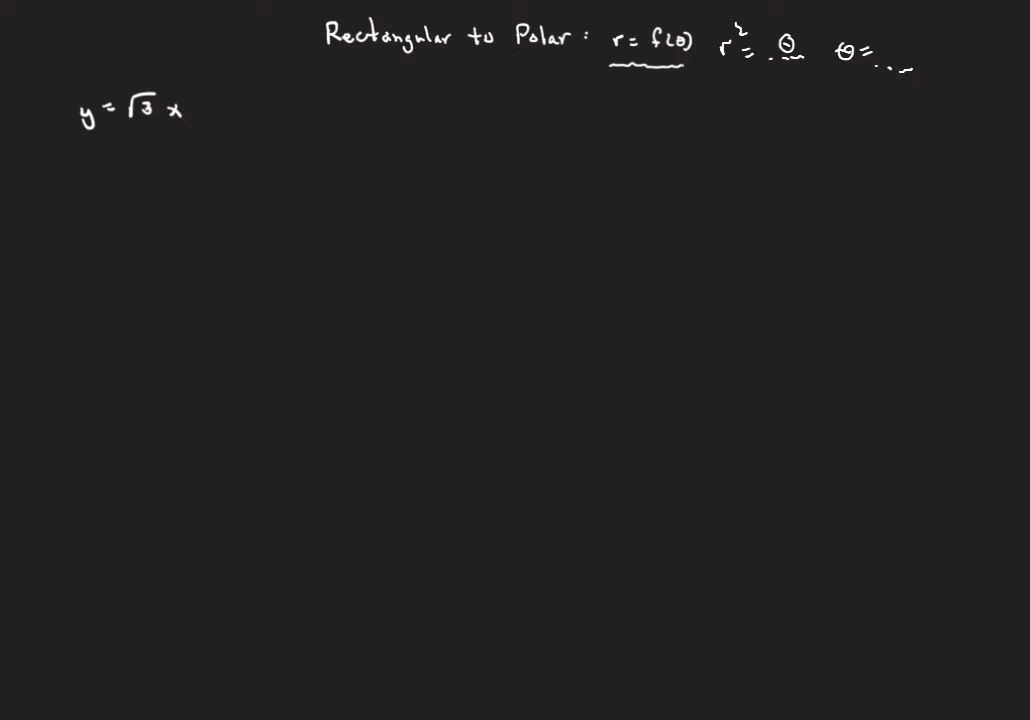 Rectangular to Polar: r = f(θ) r² = ...θ... θ = ...
y = √3 x